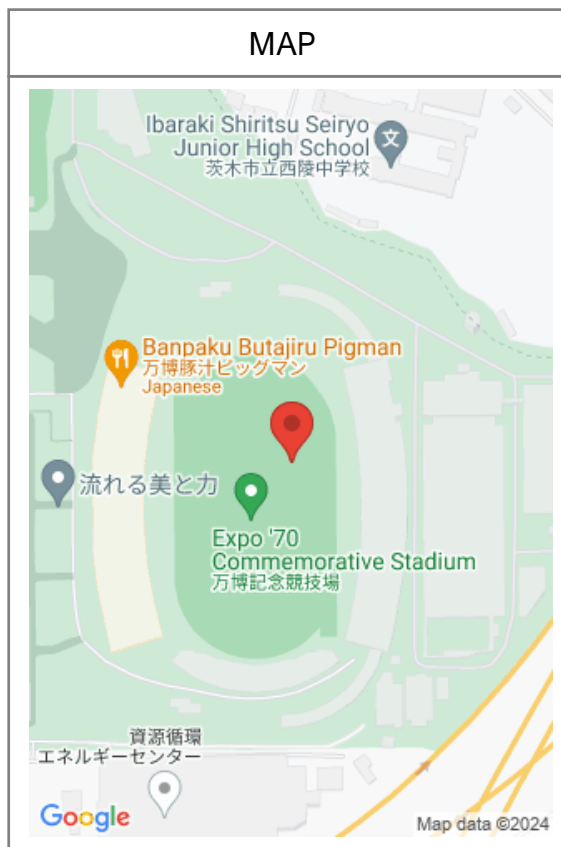 MAP
Ibaraki Shiritsu Seiryo
Junior High School
茨木市立西陵中学校
文
Banpaku Butajiru Pigman
万博豚汁ピッグマン
Japanese
流れる美と力
Expo '70
Commemorative Stadium
万博記念競技場
資源循環
エネルギーセンター
Google
Map data ©2024